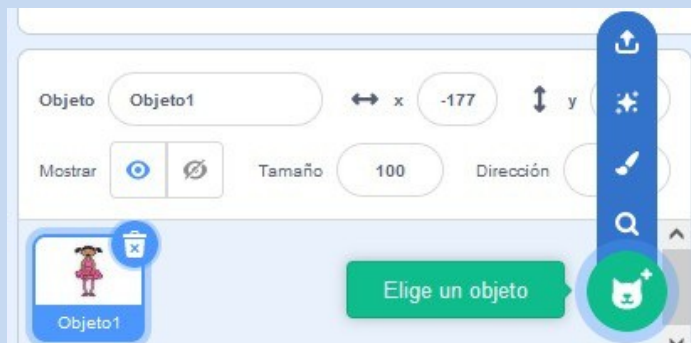 Objeto Objeto1 x -177 y
Mostrar Tamaño 100 Dirección
Elige un objeto
Objeto1